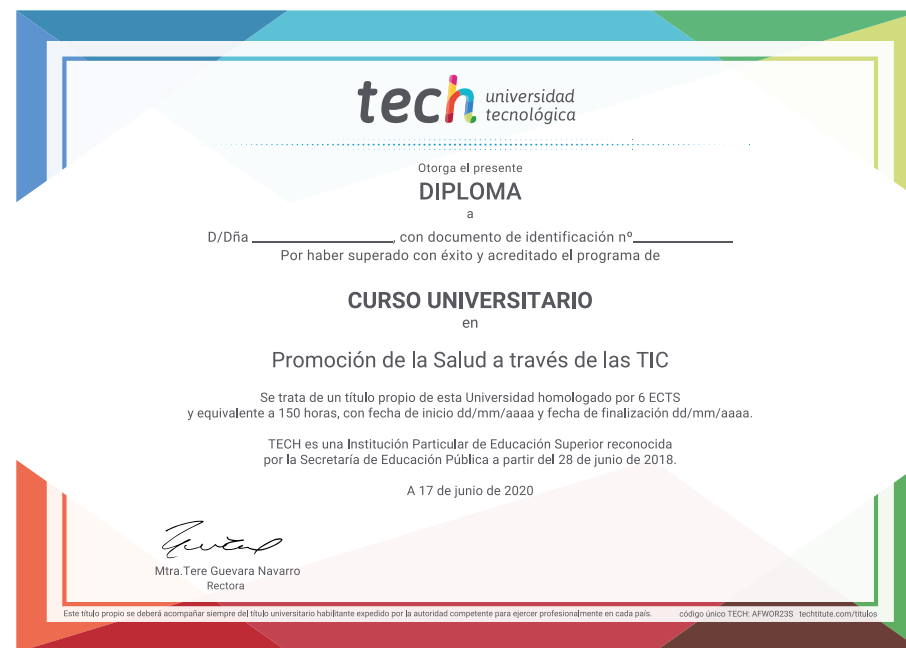 tech universidad
tecnológica
Otorga el presente
DIPLOMA
a
D/Dña ____________________, con documento de identificación nº______________
Por haber superado con éxito y acreditado el programa de
CURSO UNIVERSITARIO
en
Promoción de la Salud a través de las TIC
Se trata de un título propio de esta Universidad homologado por 6 ECTS
y equivalente a 150 horas, con fecha de inicio dd/mm/aaaa y fecha de finalización dd/mm/aaaa.
TECH es una Institución Particular de Educación Superior reconocida
por la Secretaría de Educación Pública a partir del 28 de junio de 2018.
A 17 de junio de 2020
Mtra.Tere Guevara Navarro
Rectora
Este título propio se deberá acompañar siempre del título universitario habilitante expedido por la autoridad competente para ejercer profesionalmente en cada país. código único TECH: AFWOR23S techtitute.com/titulos